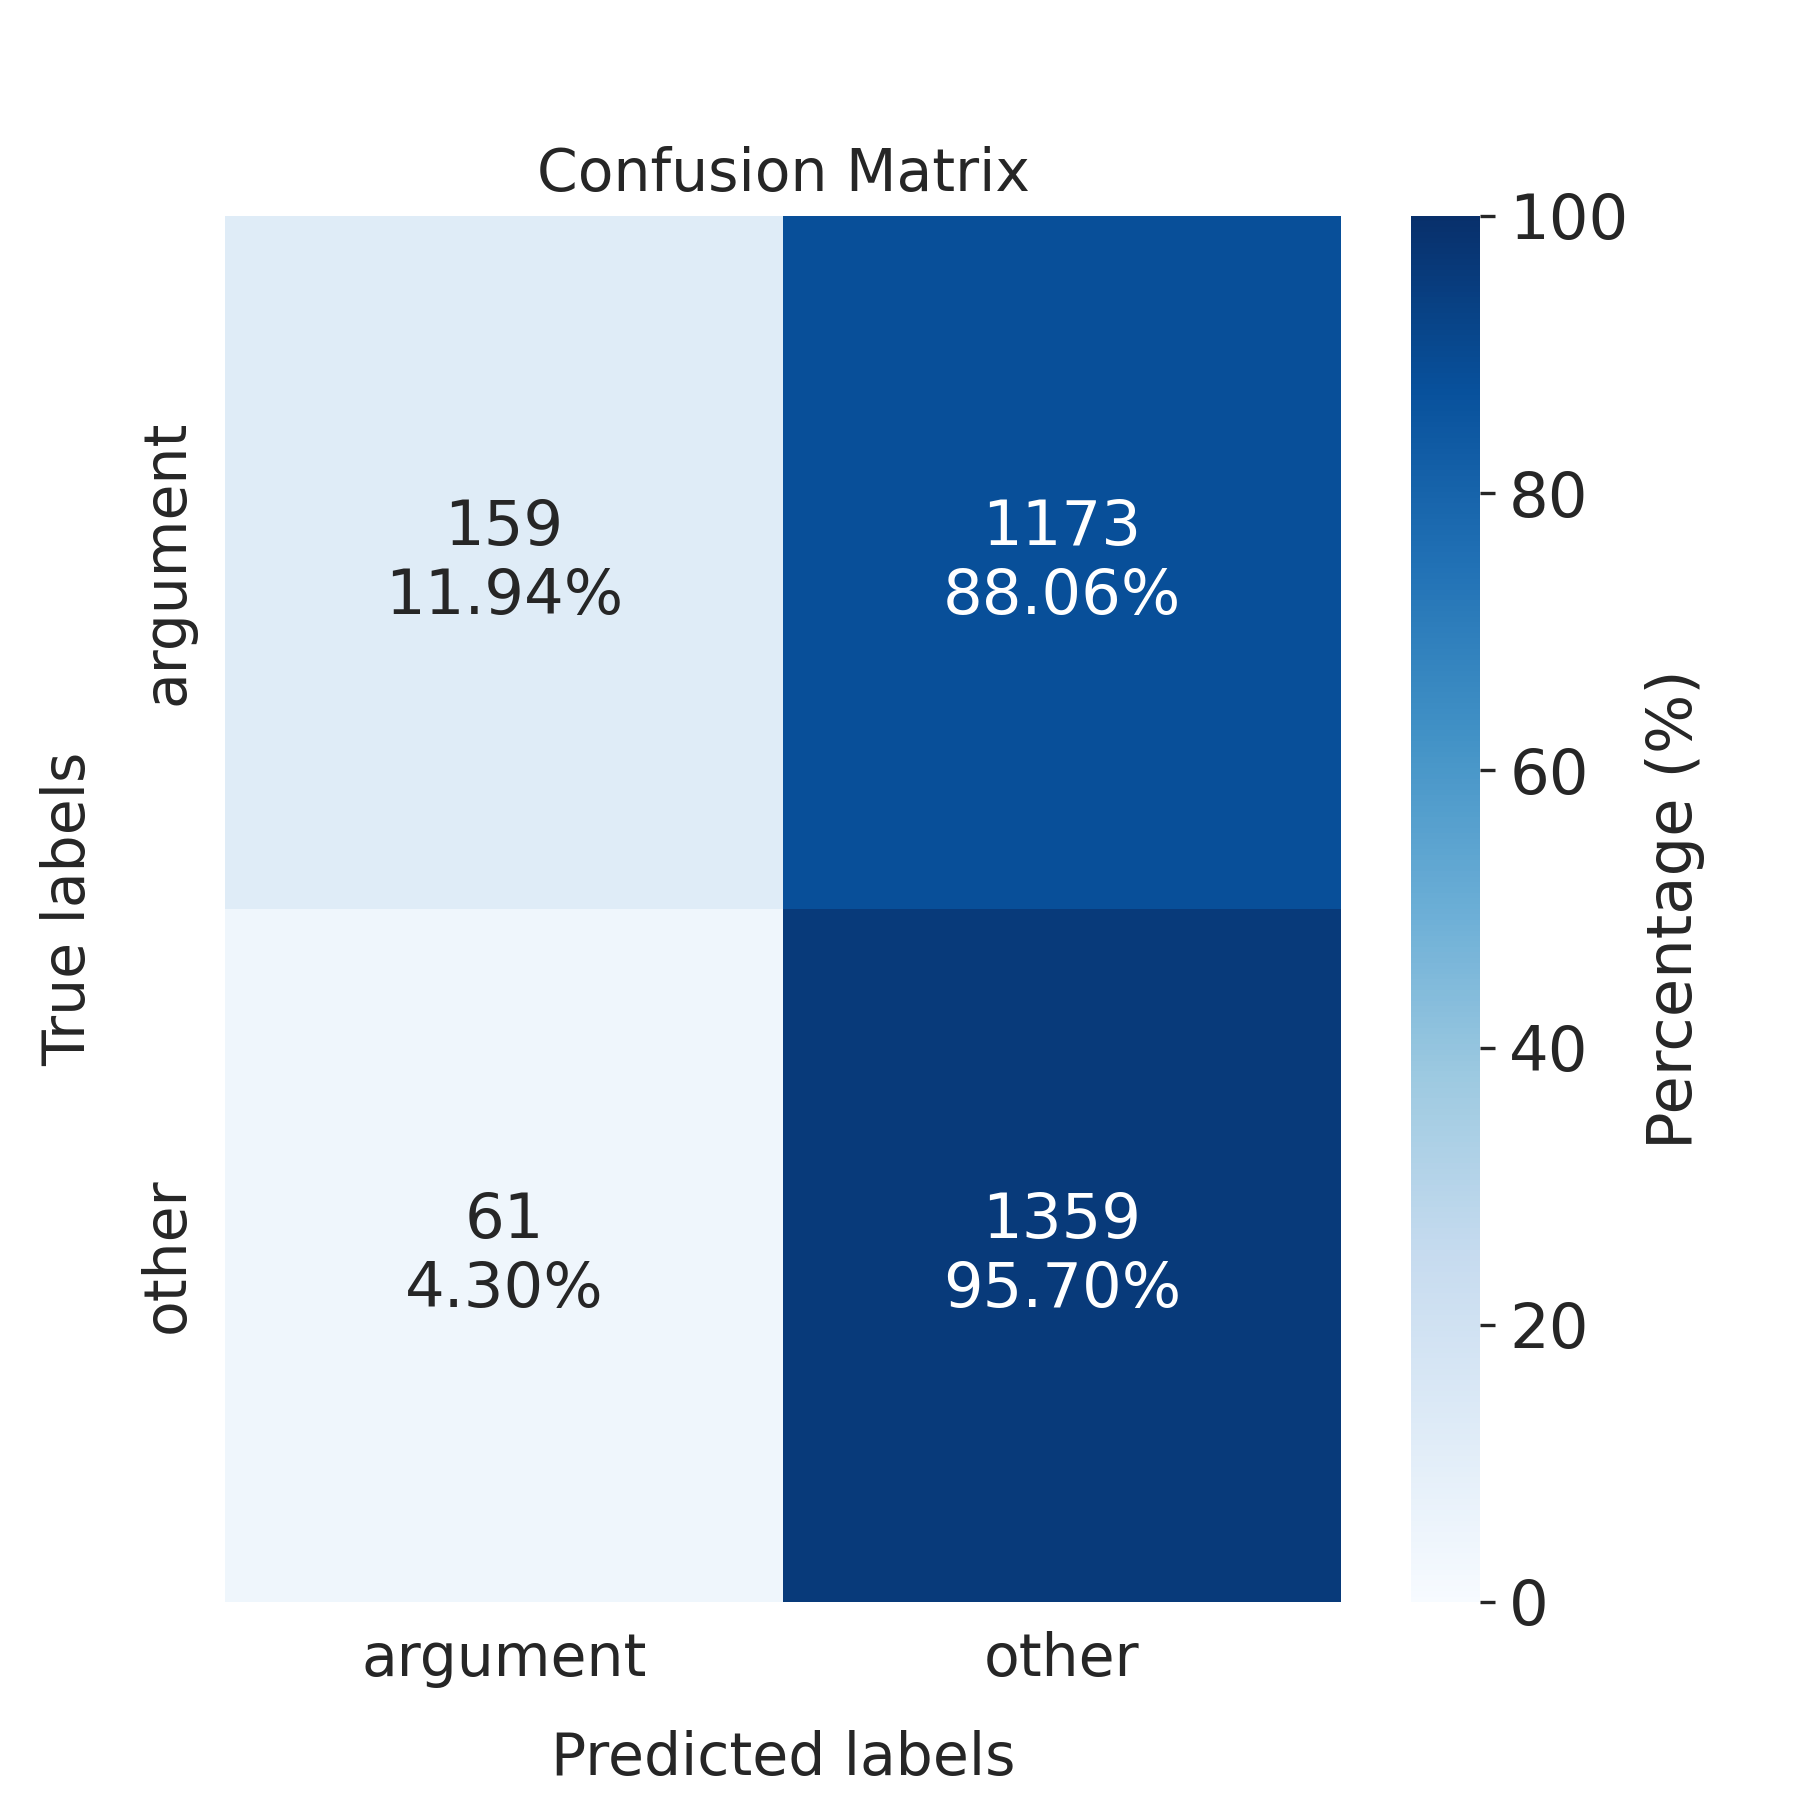 Confusion Matrix
True labels
argument
other
159
11.94%
1173
88.06%
61
4.30%
1359
95.70%
argument
other
Predicted labels
100
80
60
40
20
0
Percentage (%)